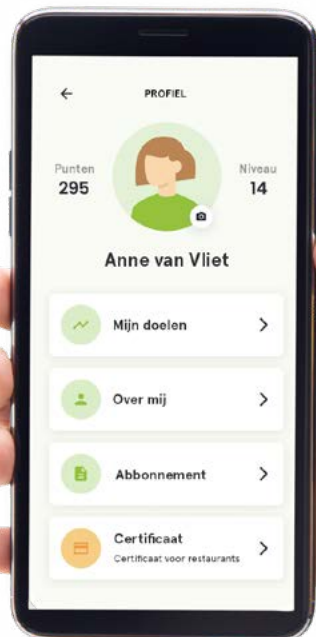 PROFIEL
Punten
295
Niveau
14
Anne van Vliet
Mijn doelen
Over mij
Abbonnement
Certificaat
Certificaat voor restaurants